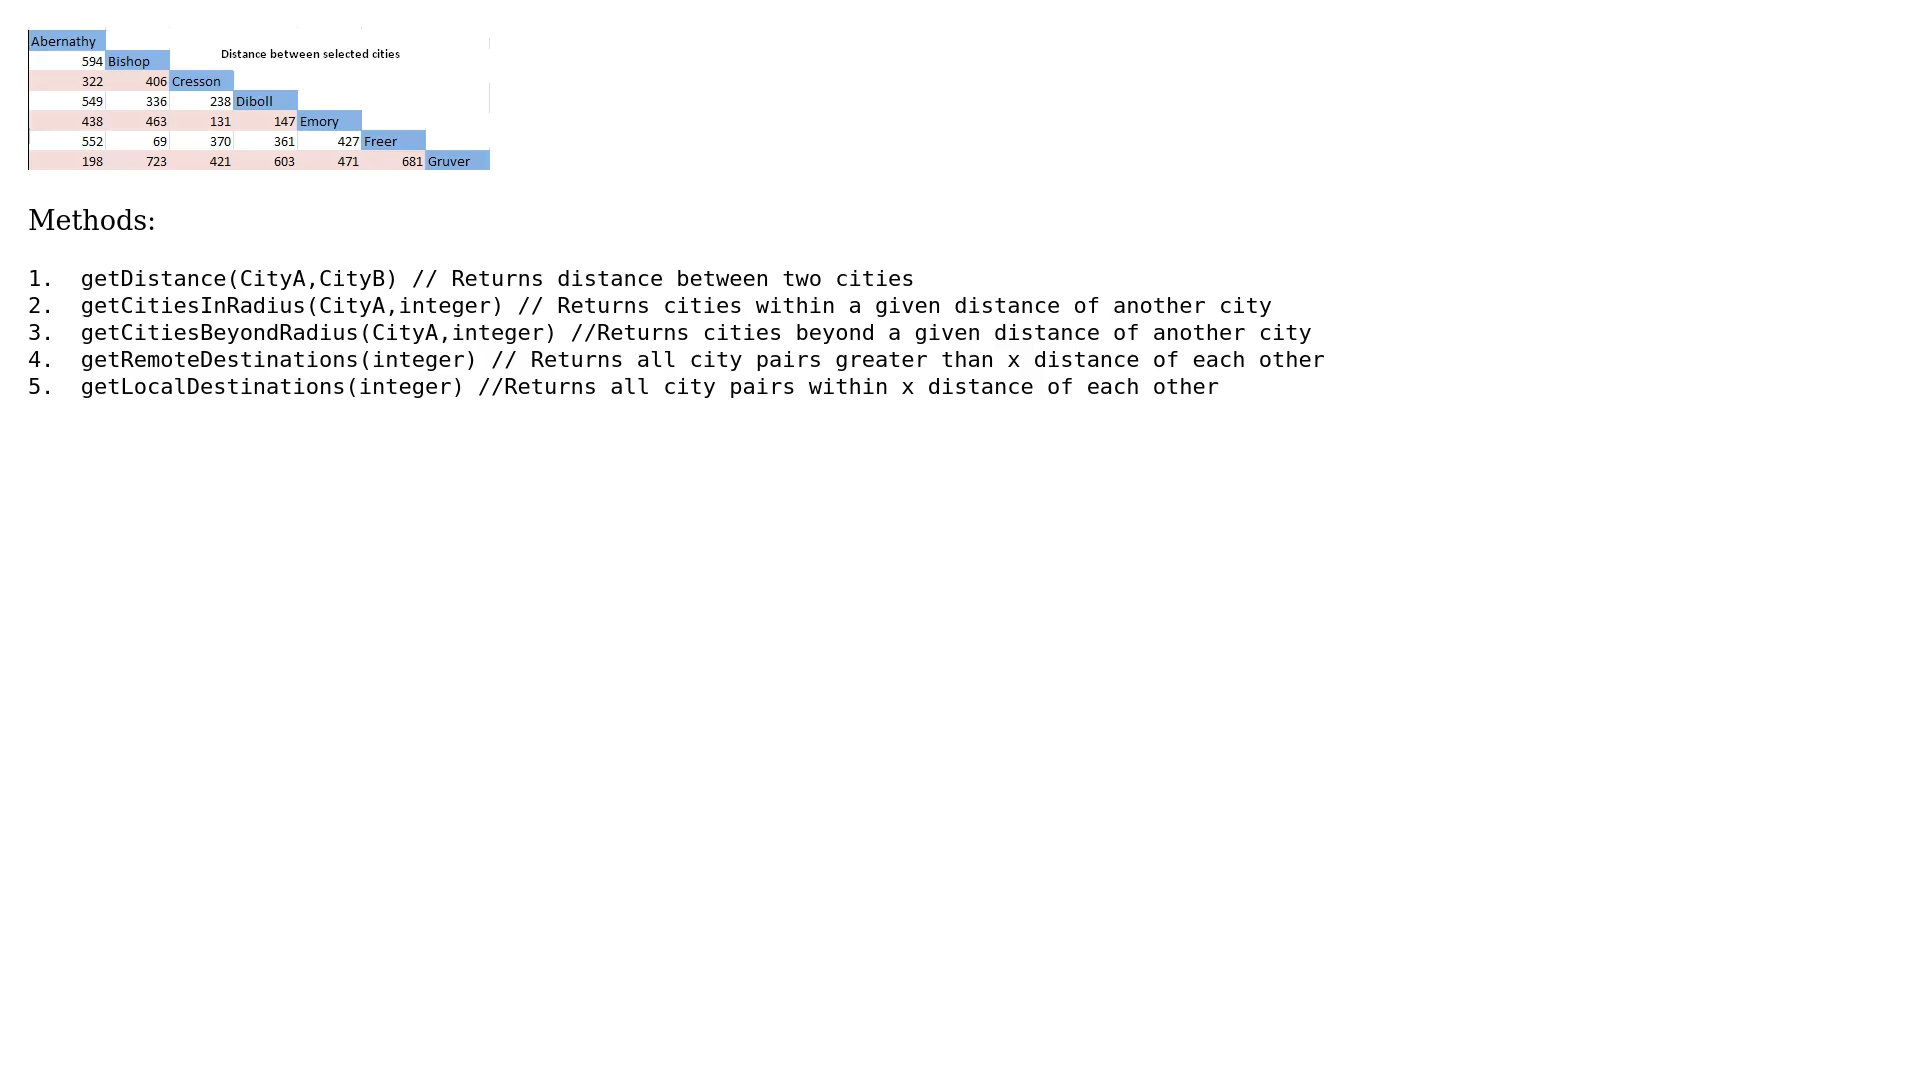 Abernathy
Distance between selected cities
594 Bishop
322 406 Cresson
549 336 238 Diboll
438 463 131 147 Emory
552 69 370 361 427 Freer
198 723 421 603 471 681 Gruver
Methods:
1. getDistance(CityA,CityB) // Returns distance between two cities
2. getCitiesInRadius(CityA,integer) // Returns cities within a given distance of another city
3. getCitiesBeyondRadius(CityA,integer) //Returns cities beyond a given distance of another city
4. getRemoteDestinations(integer) // Returns all city pairs greater than x distance of each other
5. getLocalDestinations(integer) //Returns all city pairs within x distance of each other